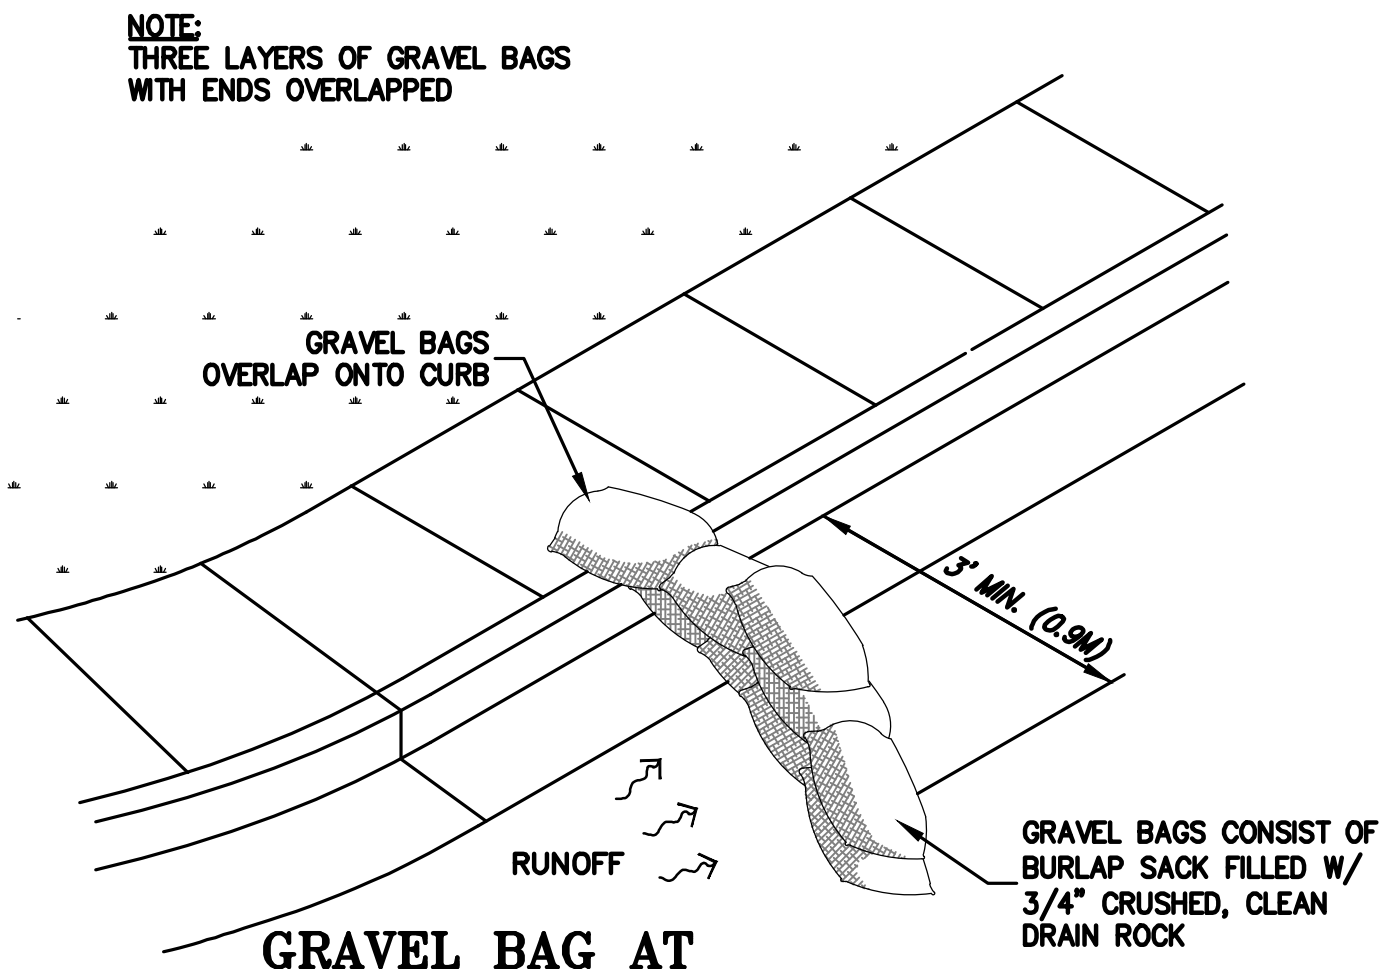 NOTE:
THREE LAYERS OF GRAVEL BAGS
WITH ENDS OVERLAPPED
GRAVEL BAGS
OVERLAP ONTO CURB
3' MIN. (0.9M)
RUNOFF
GRAVEL BAGS CONSIST OF
BURLAP SACK FILLED W/
3/4" CRUSHED, CLEAN
DRAIN ROCK
GRAVEL BAG AT